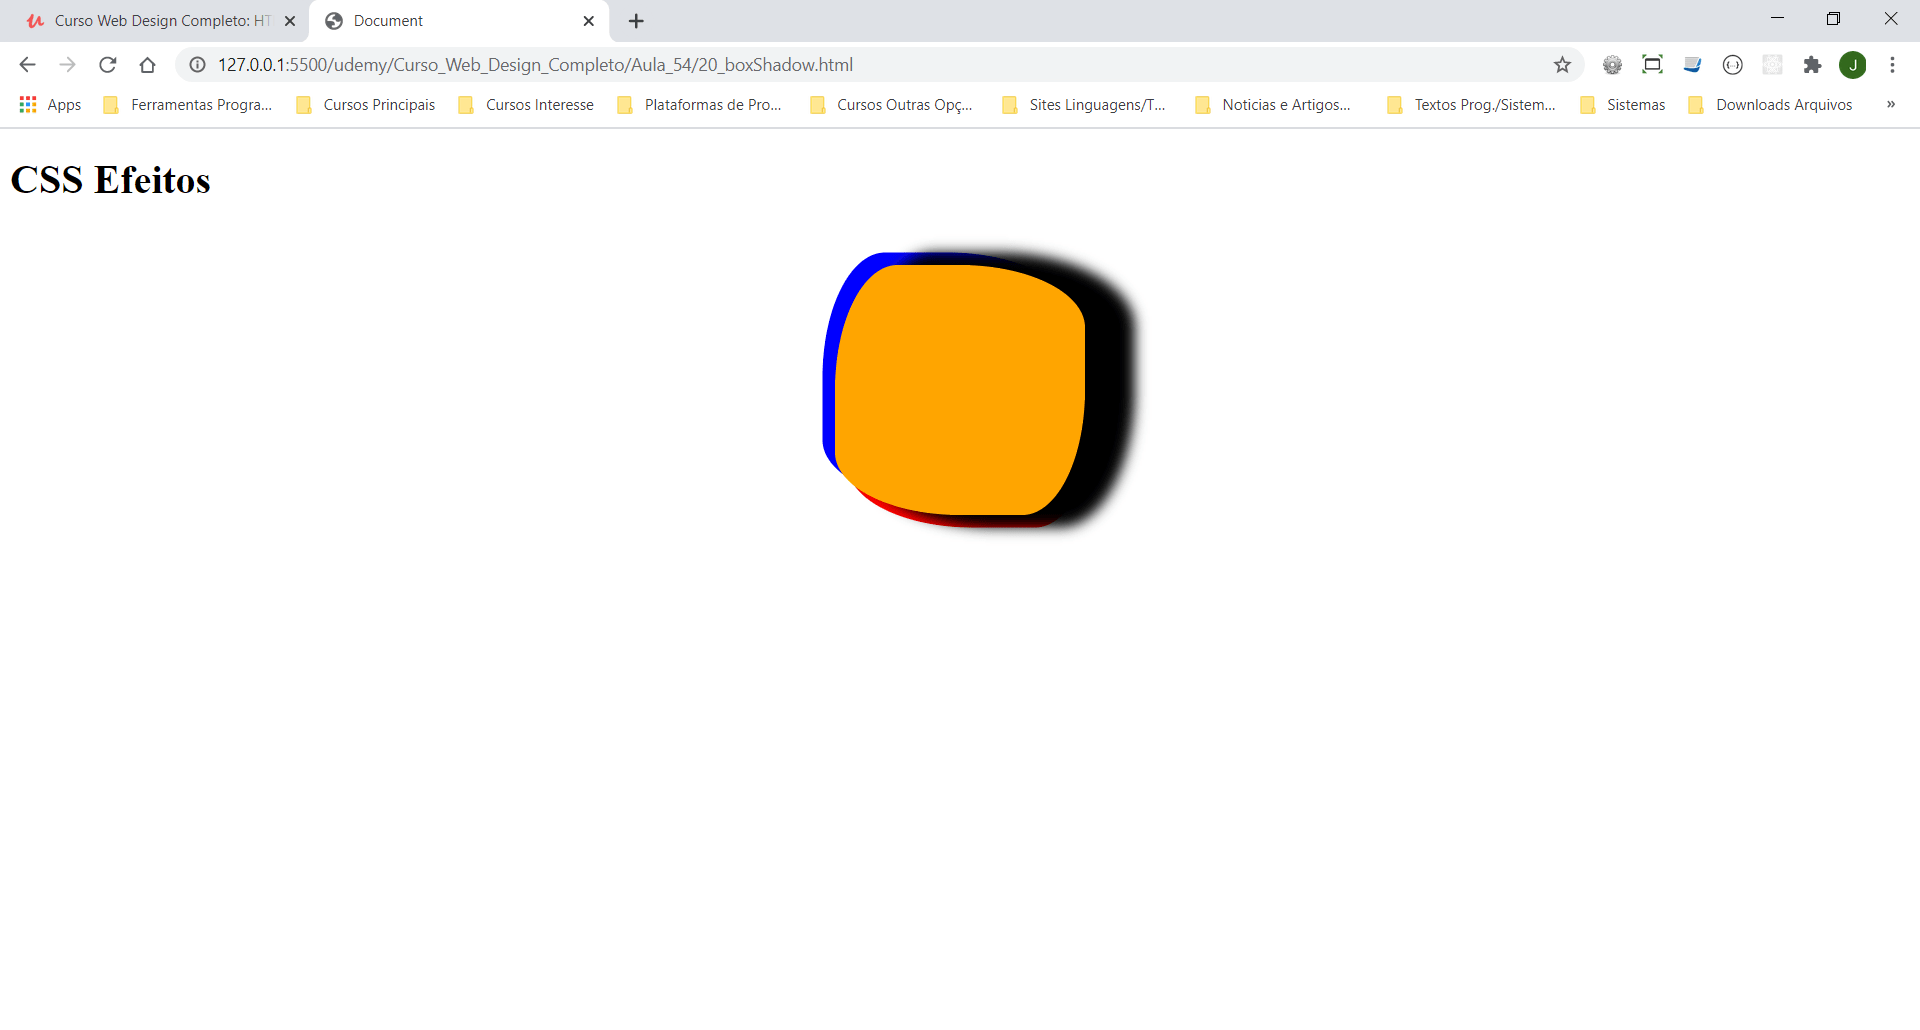 Curso Web Design Completo: HT
Document
127.0.0.1:5500/udemy/Curso_Web_Design_Completo/Aula_54/20_boxShadow.html
J
Apps Ferramentas Progra... Cursos Principais Cursos Interesse Plataformas de Pro... Cursos Outras Opç... Sites Linguagens/T... Noticias e Artigos... Textos Prog./Sistem... Sistemas Downloads Arquivos »
CSS Efeitos